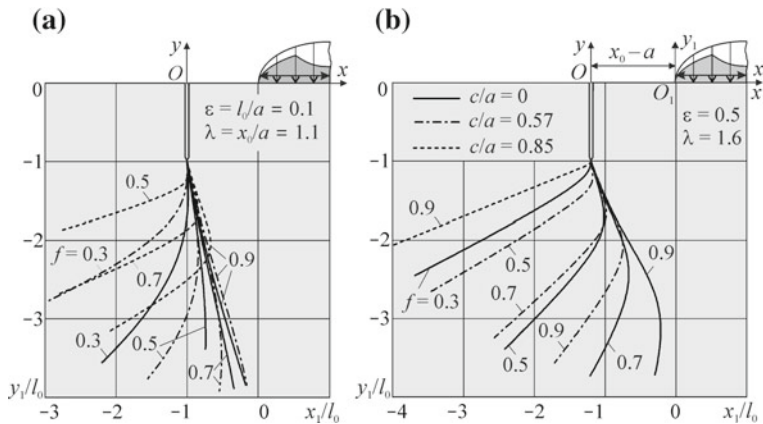 (a)
y
O
x
0
ε = l₀/a = 0.1
λ = x₀/a = 1.1
-1
0.5
-2
f = 0.3
0.7
0.9
-3
0.3
0.5
0.7
y₁/l₀
-2
-1
0
x₁/l₀
(b)
y
x₀ – a
y₁
O
O₁
x
x
0
c/a = 0
c/a = 0.57
c/a = 0.85
ε = 0.5
λ = 1.6
-1
0.9
-2
0.5
0.9
f = 0.3
0.7
-3
0.9
0.5
0.7
y₁/l₀
-4
-3
-2
-1
0
x₁/l₀